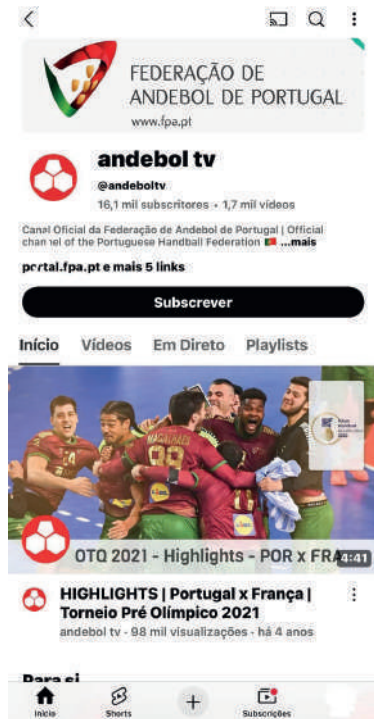 FEDERAÇÃO DE
ANDEBOL DE PORTUGAL
www.fpa.pt
andebol tv
@andeboltv
16,1 mil subscritores • 1,7 mil vídeos
Canal Oficial da Federação de Andebol de Portugal | Official
channel of the Portuguese Handball Federation 🇵🇹 ...mais
portal.fpa.pt e mais 5 links
Subscrever
Início Vídeos Em Direto Playlists
MAGALHÃES
88
LIDL
OTQ 2021 - Highlights - POR x FRA
4:41
HIGHLIGHTS | Portugal x França |
Torneio Pré Olímpico 2021
andebol tv - 98 mil visualizações - há 4 anos
Para si
Início Shorts Subscrições